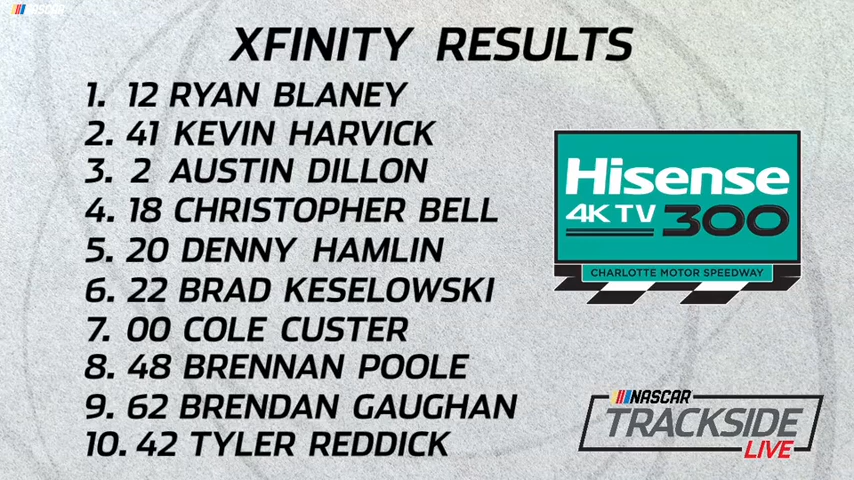 NASCAR
XFINITY RESULTS
1. 12 RYAN BLANEY
2. 41 KEVIN HARVICK
3. 2 AUSTIN DILLON
4. 18 CHRISTOPHER BELL
5. 20 DENNY HAMLIN
6. 22 BRAD KESELOWSKI
7. 00 COLE CUSTER
8. 48 BRENNAN POOLE
9. 62 BRENDAN GAUGHAN
10. 42 TYLER REDDICK
Hisense
4K TV 300
CHARLOTTE MOTOR SPEEDWAY
NASCAR
TRACKSIDE
LIVE